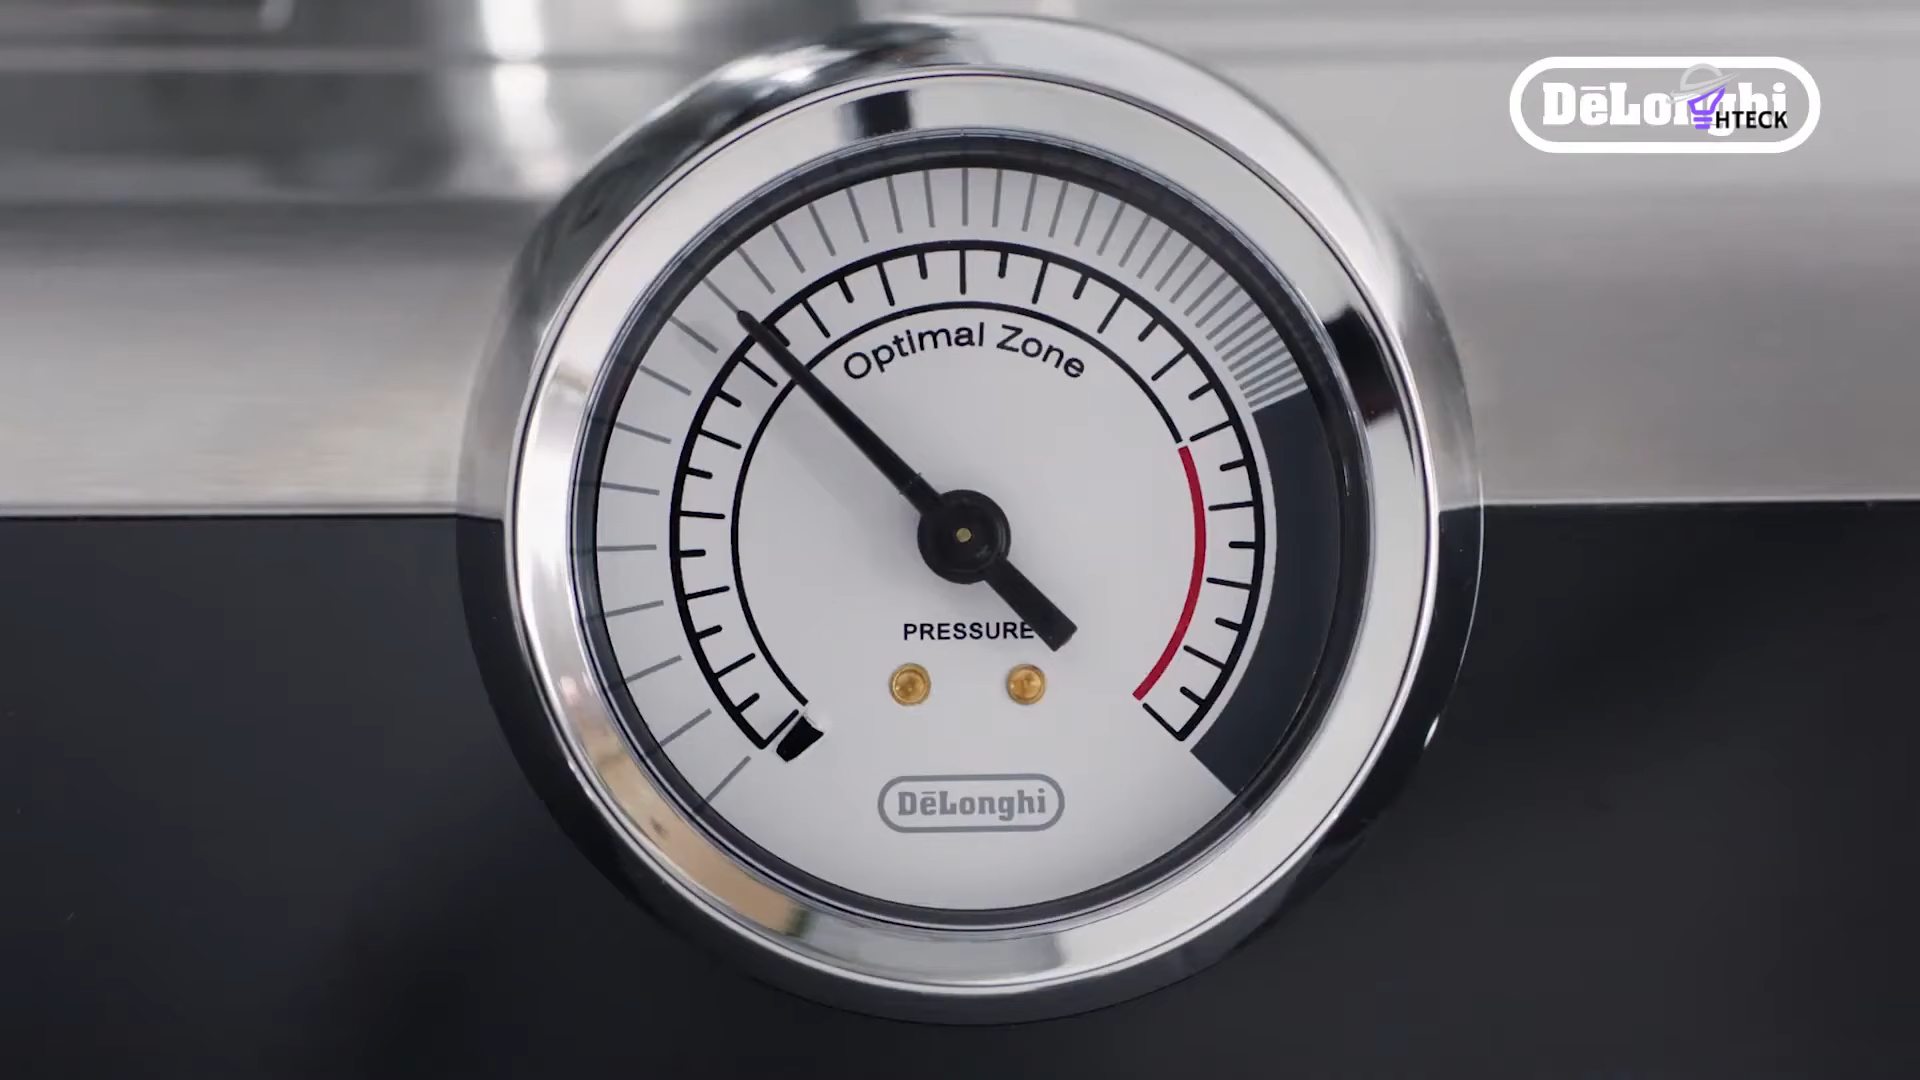 DēLonghi
HTECK
Optimal Zone
PRESSURE
DēLonghi